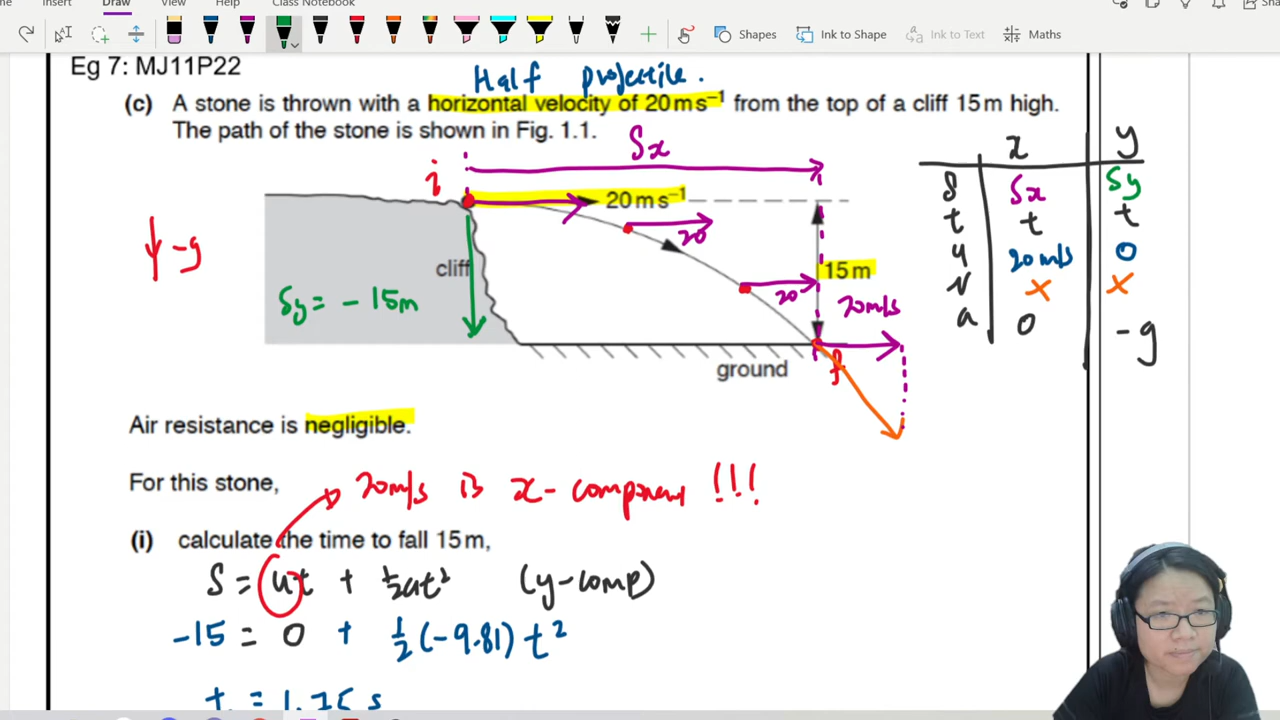 Insert Draw View Help Class Notebook Sha
Shapes Ink to Shape Ink to Text Maths
Eg 7: MJ11P22
Half projectile.
(c) A stone is thrown with a horizontal velocity of 20 m s⁻¹ from the top of a cliff 15 m high.
The path of the stone is shown in Fig. 1.1.
x y
Sx
i
S Sx Sy
20 m s⁻¹
t t t
20
↓ -g
u 20m/s 0
cliff
15 m
v × ×
Sy = - 15m
20
20m/s
a 0 -g
ground
f
Air resistance is negligible.
For this stone,
20m/s is x-component !!!
(i) calculate the time to fall 15 m,
S = ut + ½at² (y-comp)
-15 = 0 + ½(-9.81) t²
t = 1.75 s